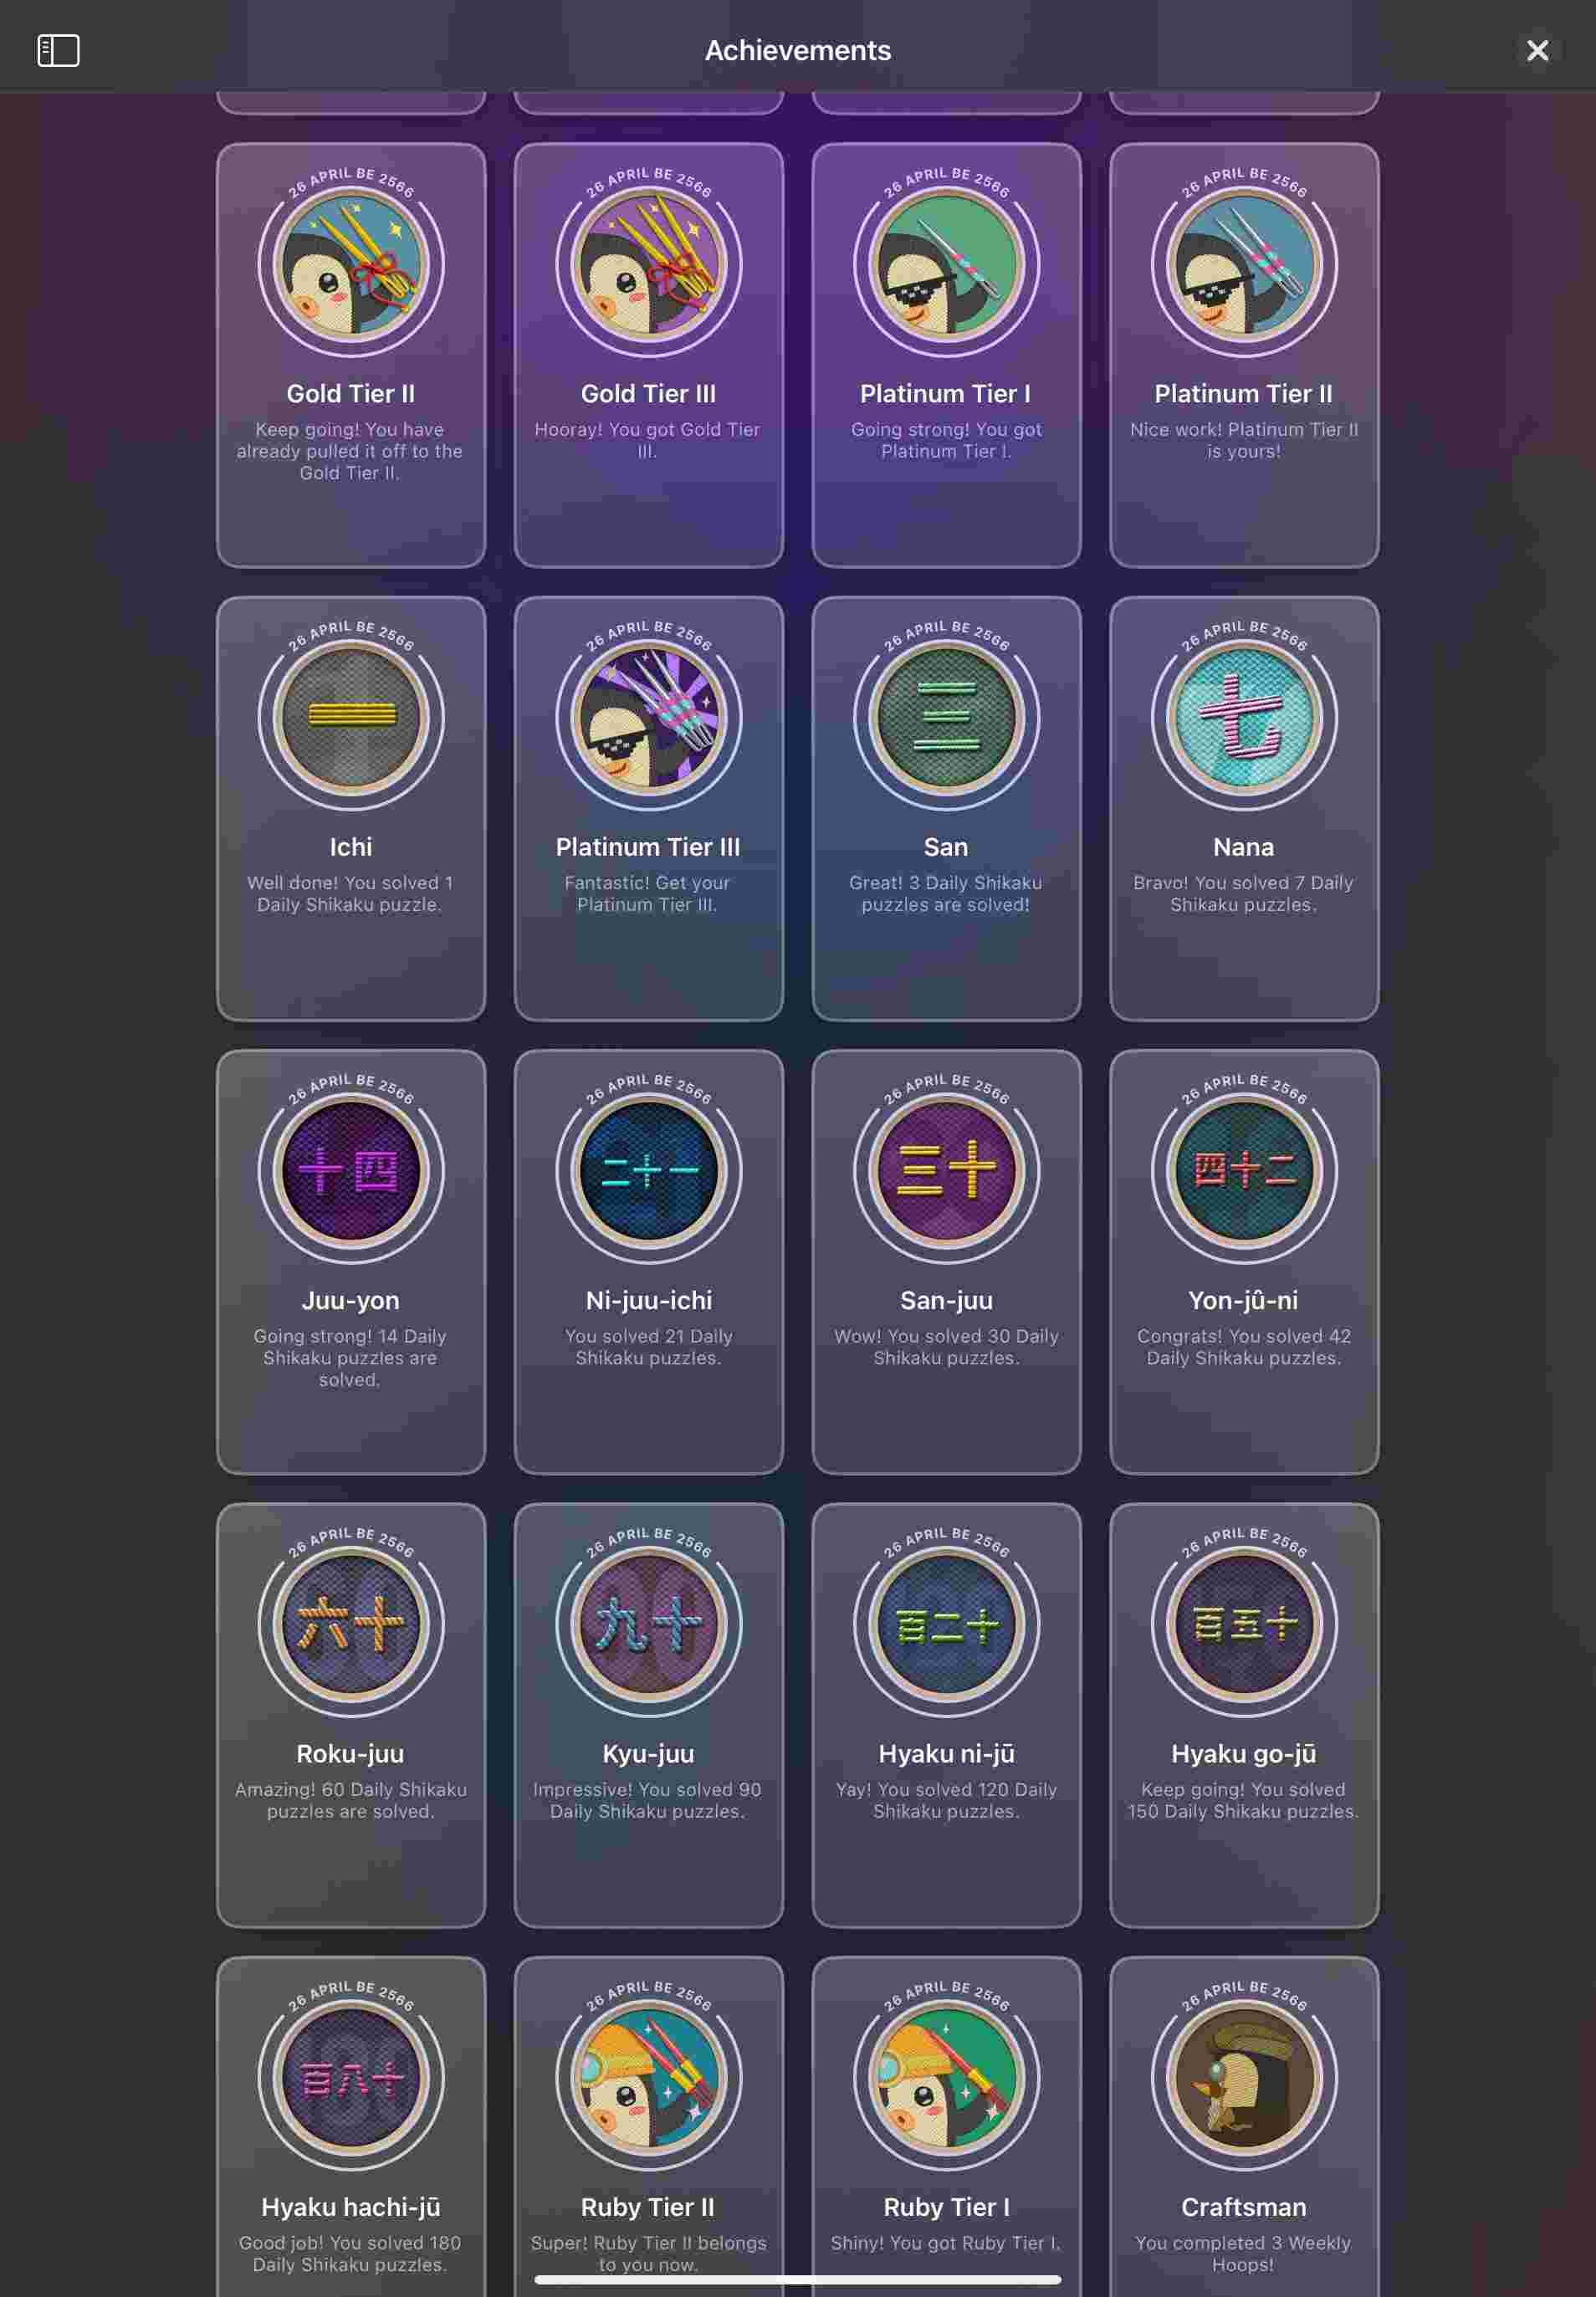 Achievements
26 APRIL BE 2566
Gold Tier II
Keep going! You have
already pulled it off to the
Gold Tier II.
26 APRIL BE 2566
Gold Tier III
Hooray! You got Gold Tier
III.
26 APRIL BE 2566
Platinum Tier I
Going strong! You got
Platinum Tier I.
26 APRIL BE 2566
Platinum Tier II
Nice work! Platinum Tier II
is yours!
26 APRIL BE 2566
一
Ichi
Well done! You solved 1
Daily Shikaku puzzle.
26 APRIL BE 2566
Platinum Tier III
Fantastic! Get your
Platinum Tier III.
26 APRIL BE 2566
三
San
Great! 3 Daily Shikaku
puzzles are solved!
26 APRIL BE 2566
七
Nana
Bravo! You solved 7 Daily
Shikaku puzzles.
26 APRIL BE 2566
十四
Juu-yon
Going strong! 14 Daily
Shikaku puzzles are
solved.
26 APRIL BE 2566
二十一
Ni-juu-ichi
You solved 21 Daily
Shikaku puzzles.
26 APRIL BE 2566
三十
San-juu
Wow! You solved 30 Daily
Shikaku puzzles.
26 APRIL BE 2566
四十二
Yon-jû-ni
Congrats! You solved 42
Daily Shikaku puzzles.
26 APRIL BE 2566
六十
Roku-juu
Amazing! 60 Daily Shikaku
puzzles are solved.
26 APRIL BE 2566
九十
Kyu-juu
Impressive! You solved 90
Daily Shikaku puzzles.
26 APRIL BE 2566
百二十
Hyaku ni-jū
Yay! You solved 120 Daily
Shikaku puzzles.
26 APRIL BE 2566
百五十
Hyaku go-jū
Keep going! You solved
150 Daily Shikaku puzzles.
26 APRIL BE 2566
百八十
Hyaku hachi-jū
Good job! You solved 180
Daily Shikaku puzzles.
26 APRIL BE 2566
Ruby Tier II
Super! Ruby Tier II belongs
to you now.
26 APRIL BE 2566
Ruby Tier I
Shiny! You got Ruby Tier I.
26 APRIL BE 2566
Craftsman
You completed 3 Weekly
Hoops!